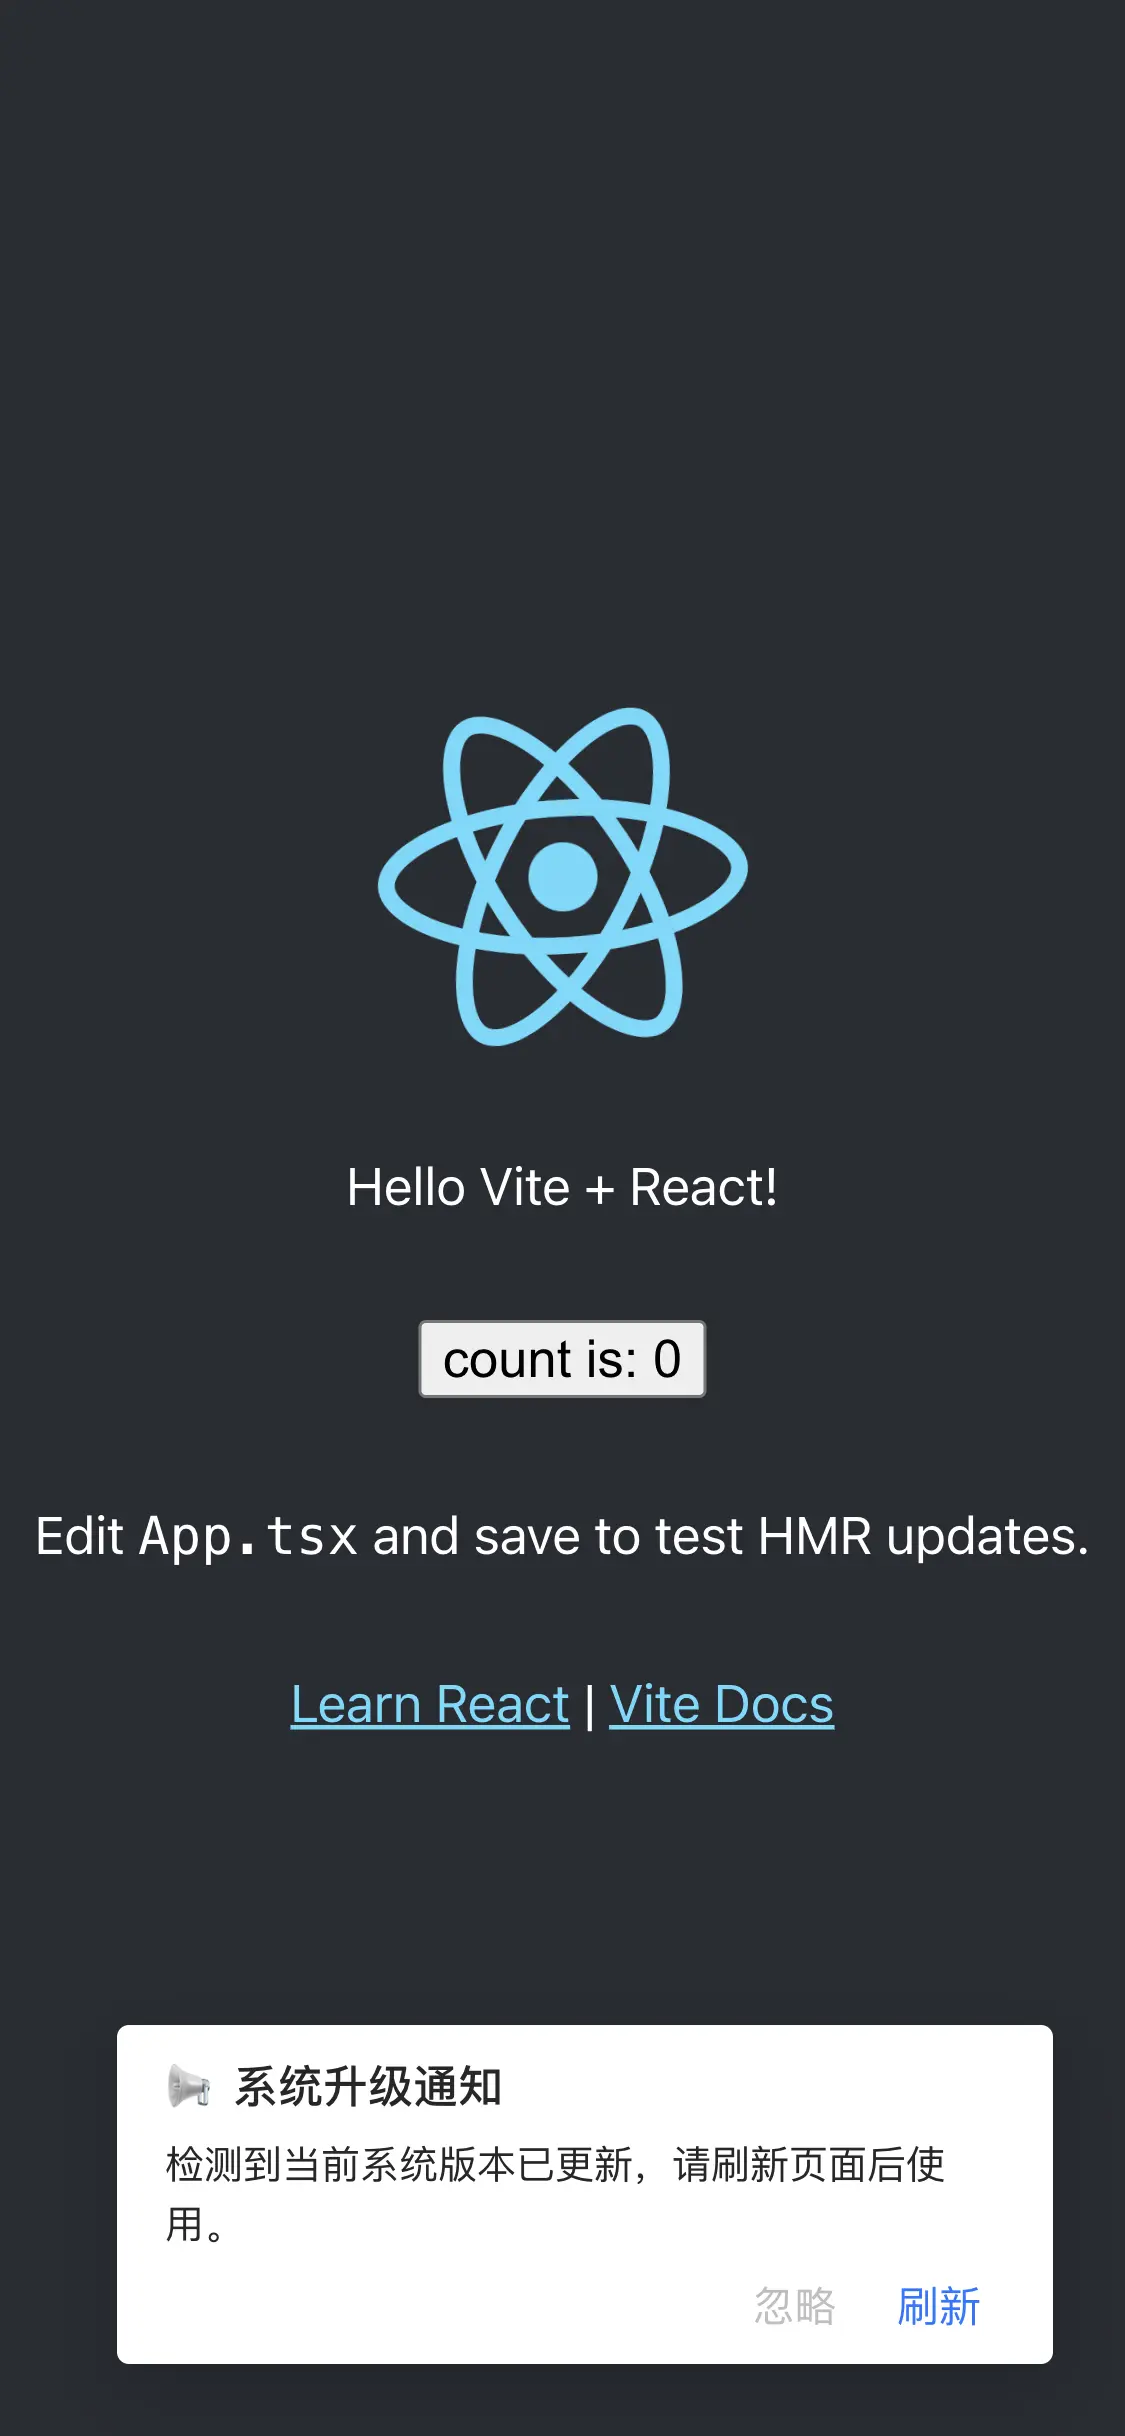 Hello Vite + React!
count is: 0
Edit App.tsx and save to test HMR updates.
Learn React | Vite Docs
系统升级通知
检测到当前系统版本已更新，请刷新页面后使
用。
忽略 刷新